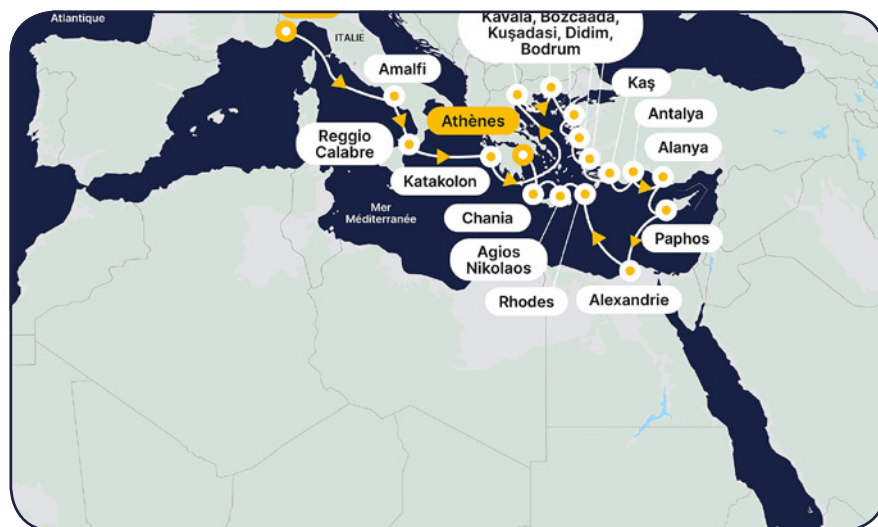 Atlantique
ITALIE
Kavala, Bozcaada,
Kuşadasi, Didim,
Bodrum
Amalfi
Kaş
Athènes
Antalya
Reggio
Calabre
Alanya
Katakolon
Mer
Méditerranée
Chania
Paphos
Agios
Nikolaos
Rhodes
Alexandrie